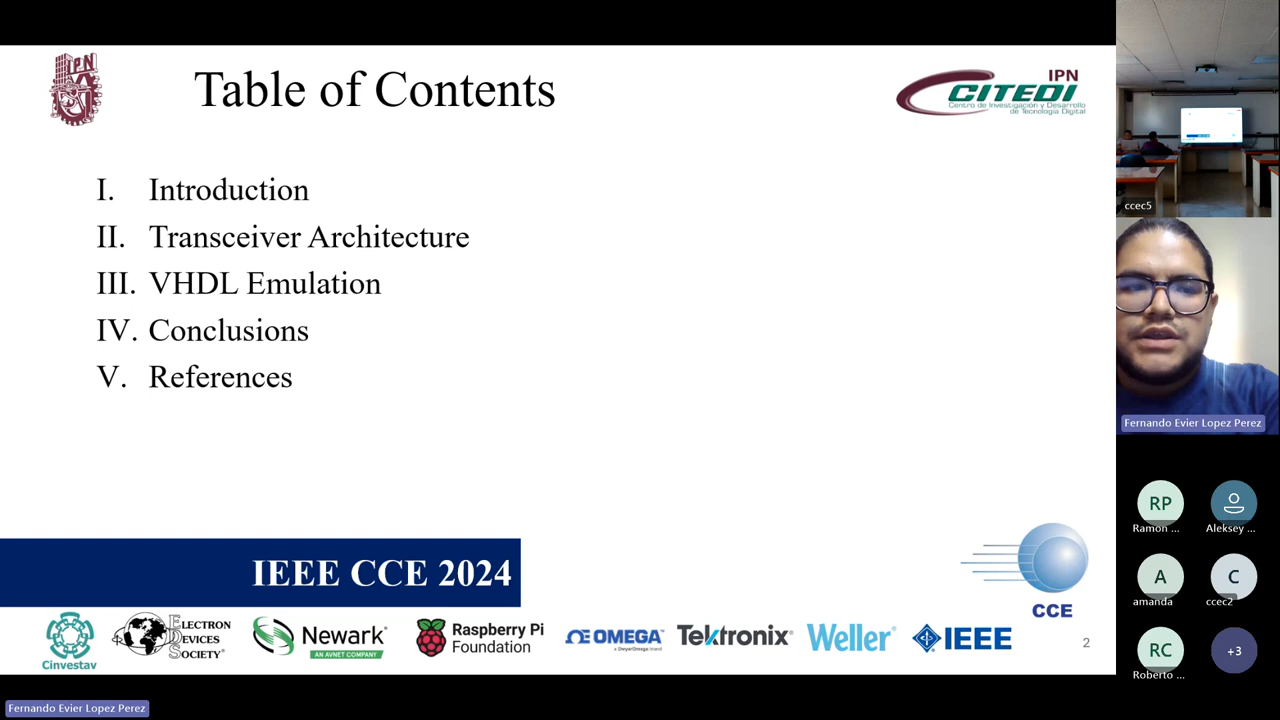 IPN
Table of Contents
IPN
CITEDI
Centro de Investigación y Desarrollo
de Tecnología Digital
I. Introduction
II. Transceiver Architecture
III. VHDL Emulation
IV. Conclusions
V. References
IEEE CCE 2024
CCE
Cinvestav
ELECTRON
DEVICES
SOCIETY®
EDS
Newark®
AN AVNET COMPANY
Raspberry Pi
Foundation
OMEGA™
Tektronix®
Weller®
IEEE
2
ccec5
Fernando Evier Lopez Perez
RP
Ramon ...
Aleksey ...
A
amanda
C
ccec2
RC
Roberto ...
+3
Fernando Evier Lopez Perez